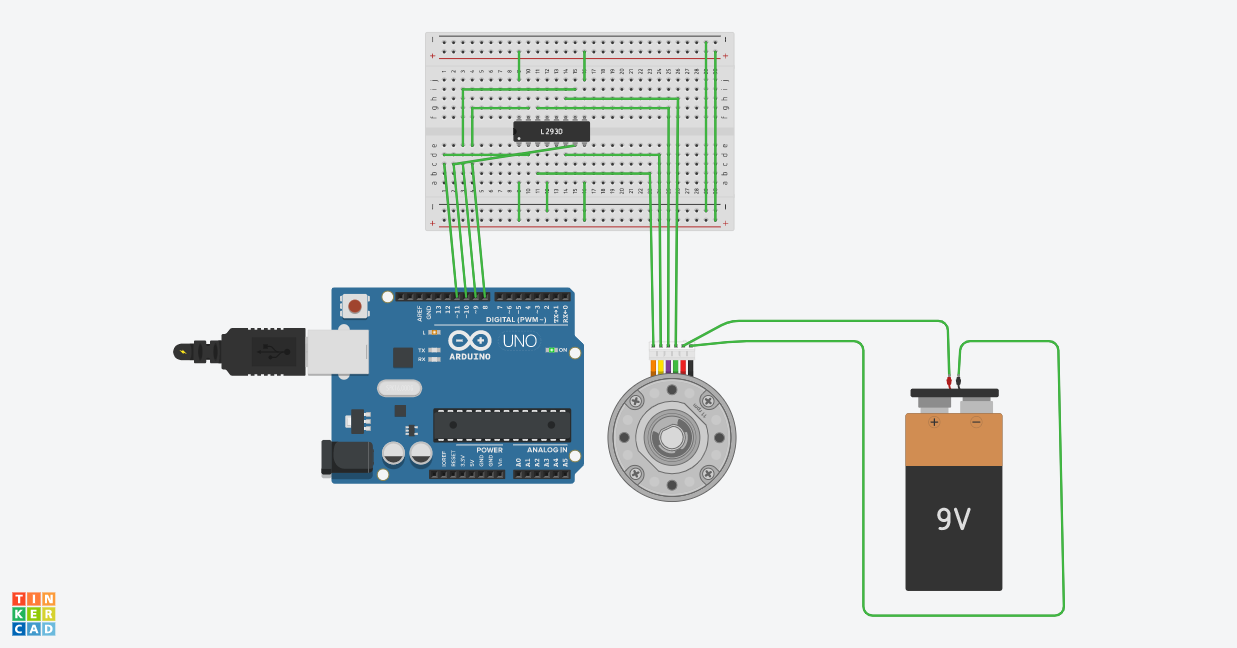 L293D
AREF
GND
13
12
~11
~10
~9
8
7
~6
~5
4
~3
2
TX→1
RX←0
DIGITAL (PWM~)
L
TX
RX
ARDUINO
UNO
ON
POWER
ANALOG IN
IOREF
RESET
3.3V
5V
GND
GND
Vin
A0
A1
A2
A3
A4
A5
+
−
9V
TIN
KER
CAD